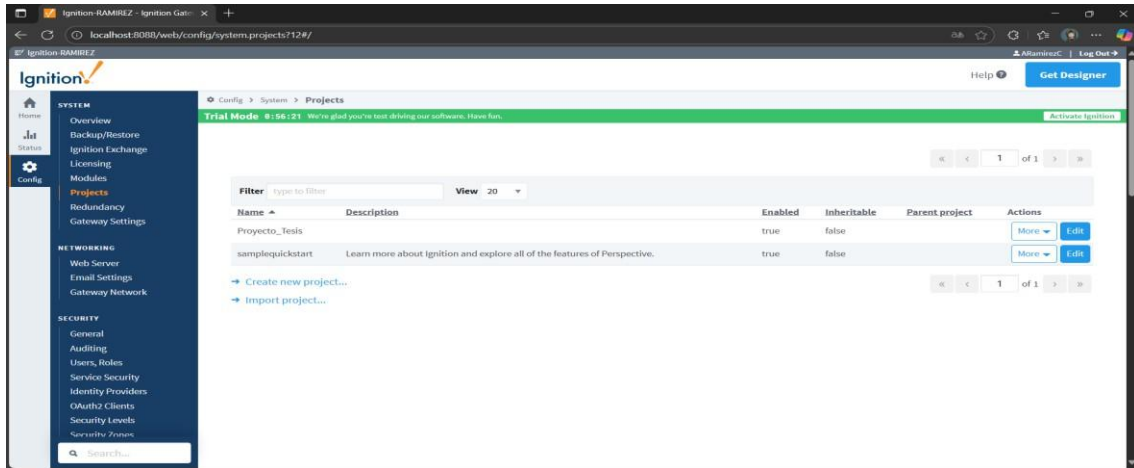 Ignition-RAMIREZ - Ignition Gate
localhost:8088/web/config/system.projects?12#/
Ignition-RAMIREZ
ARamirezC | Log Out
Ignition
Help
Get Designer
Home
Status
Config
SYSTEM
Overview
Backup/Restore
Ignition Exchange
Licensing
Modules
Projects
Redundancy
Gateway Settings
NETWORKING
Web Server
Email Settings
Gateway Network
SECURITY
General
Auditing
Users, Roles
Service Security
Identity Providers
OAuth2 Clients
Security Levels
Security Zones
Search...
Config > System > Projects
Trial Mode 0:56:21 We're glad you're test driving our software. Have fun.
Activate Ignition
« < 1 of 1 > »
Filter type to filter View 20
Name Description Enabled Inheritable Parent project Actions
Proyecto_Tesis true false More Edit
samplequickstart Learn more about Ignition and explore all of the features of Perspective. true false More Edit
→ Create new project...
→ Import project...
« < 1 of 1 > »